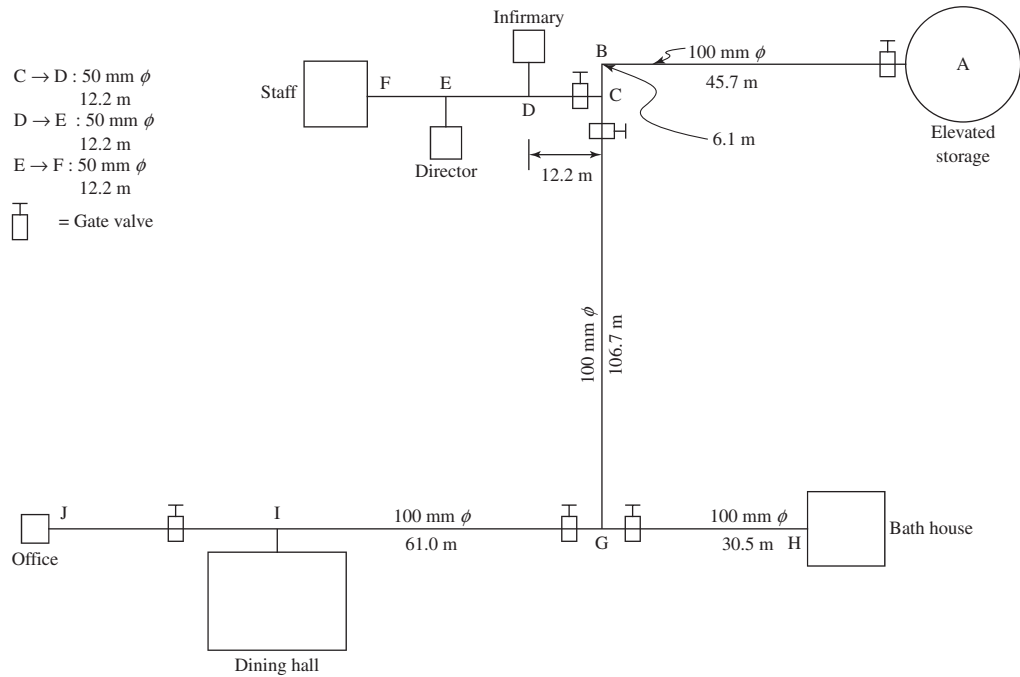 C → D : 50 mm ϕ
12.2 m
D → E : 50 mm ϕ
12.2 m
E → F : 50 mm ϕ
12.2 m
= Gate valve
Infirmary
Staff
F
E
D
Director
12.2 m
B
C
100 mm ϕ
45.7 m
6.1 m
A
Elevated
storage
100 mm ϕ
106.7 m
J
Office
I
Dining hall
100 mm ϕ
61.0 m
G
100 mm ϕ
30.5 m
H
Bath house